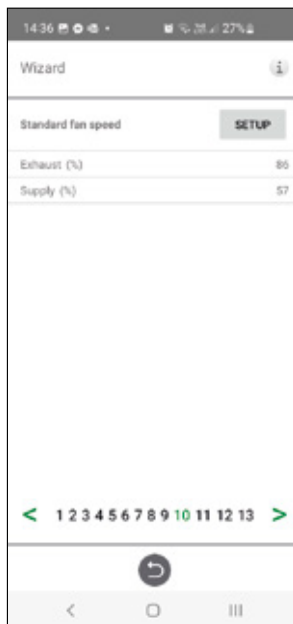 14:36 27%
Wizard i
Standard fan speed SETUP
Exhaust (%) 86
Supply (%) 57
< 1 2 3 4 5 6 7 8 9 10 11 12 13 >